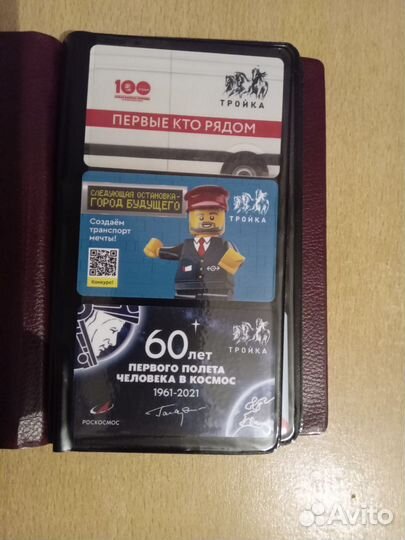 100
ТРОЙКА
ПЕРВЫЕ КТО РЯДОМ
СЛЕДУЮЩАЯ ОСТАНОВКА-
ГОРОД БУДУЩЕГО
ТРОЙКА
Создаём
транспорт
мечты!
Конкурс!
60 лет
ПЕРВОГО ПОЛЕТА
ЧЕЛОВЕКА В КОСМОС
1961-2021
ТРОЙКА
РОСКОСМОС
Avito